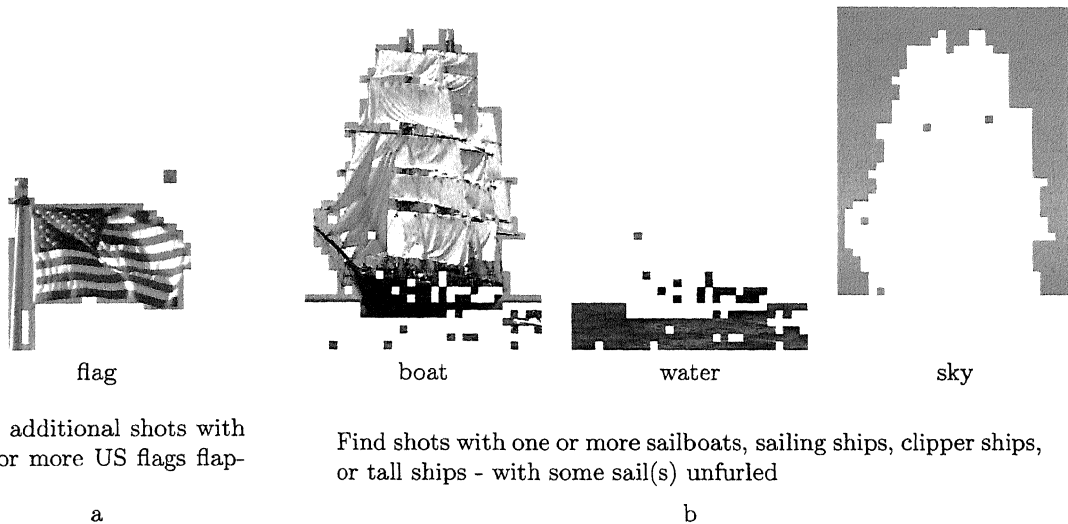 flag boat water sky
additional shots with
or more US flags flap-
Find shots with one or more sailboats, sailing ships, clipper ships,
or tall ships - with some sail(s) unfurled
a b